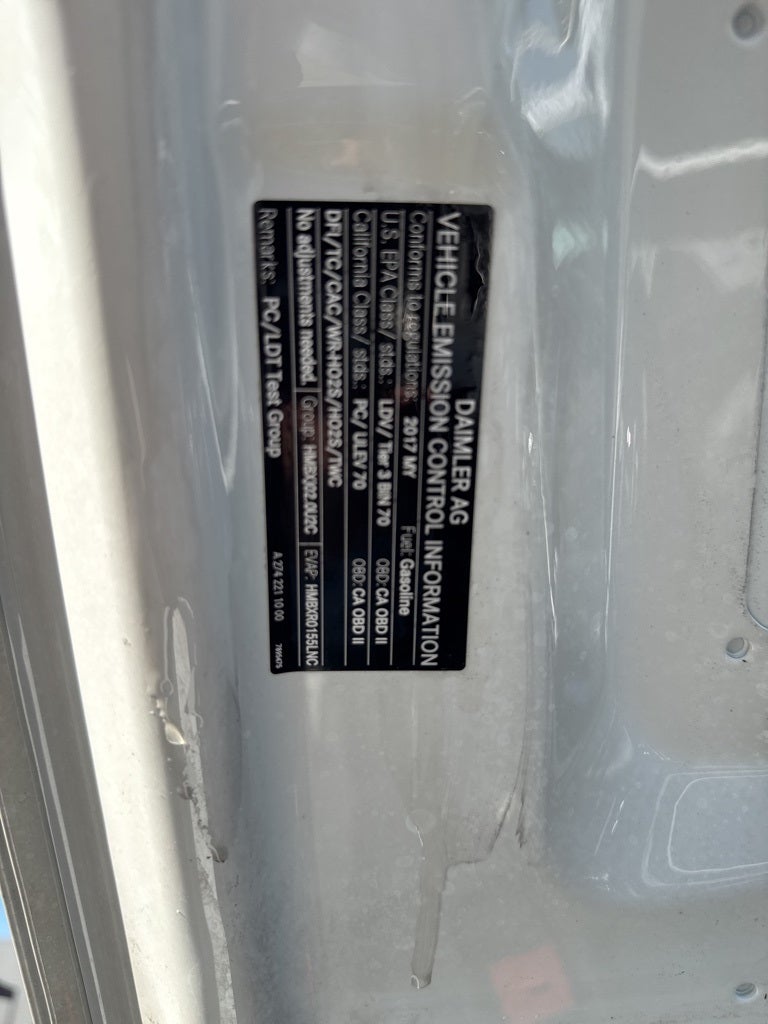 DAIMLER AG
VEHICLE EMISSION CONTROL INFORMATION
Conforms to regulations: 2017 MY Fuel: Gasoline
U.S. EPA Class/ stds.: LDV/ Tier 3 BIN 70 OBD: CA OBD II
California Class/ stds.: PC/ ULEV 70 OBD: CA OBD II
DFI/TC/CAC/WR-HO2S/HO2S/TWC
No adjustments needed. Group: HMBXJ02.0U2C EVAP: HMBXR0155LNC
Remarks: PC/LDT Test Group
A 274 221 10 00 7695475